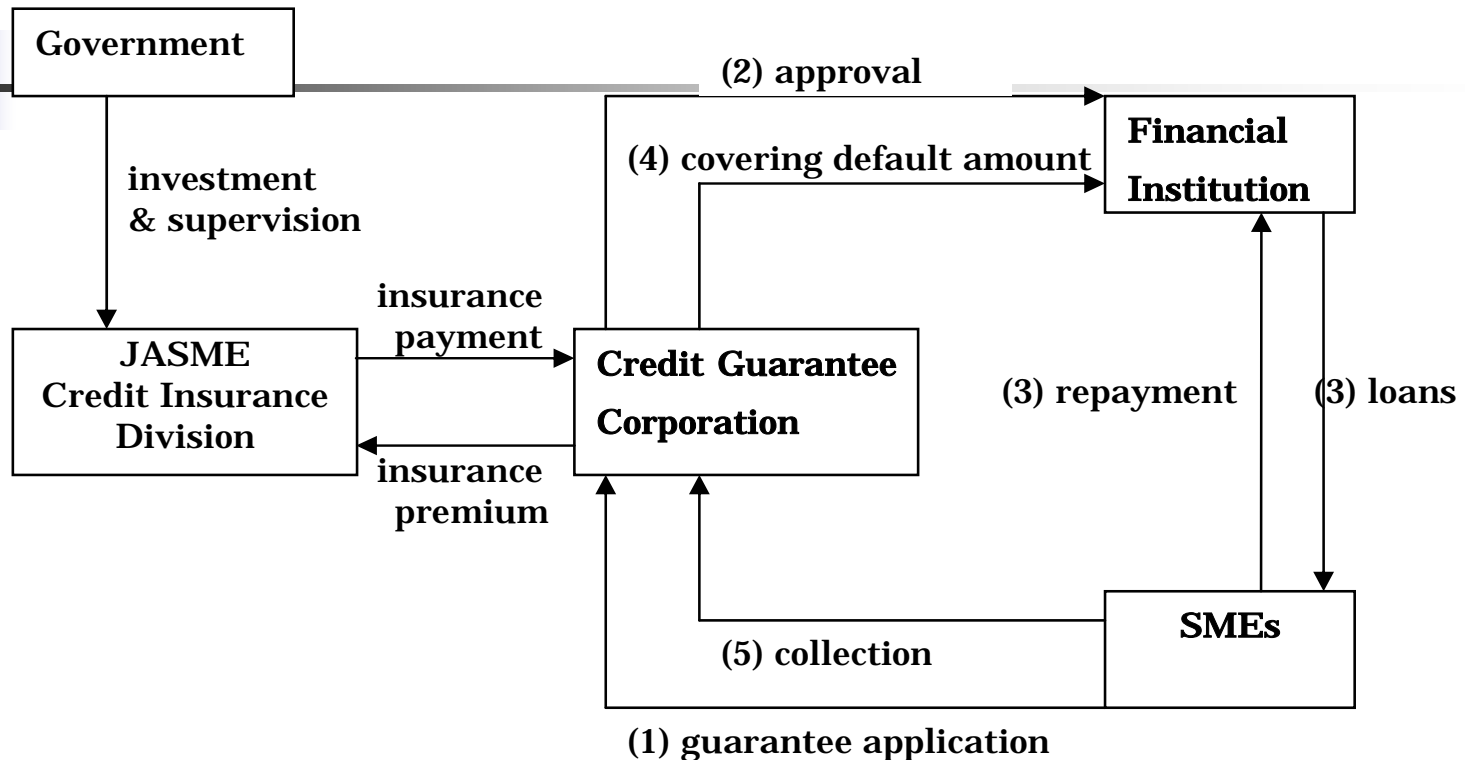 Government
(2) approval
Financial
Institution
(4) covering default amount
investment
& supervision
insurance
payment
JASME
Credit Insurance
Division
Credit Guarantee
Corporation
(3) repayment
(3) loans
insurance
premium
SMEs
(5) collection
(1) guarantee application